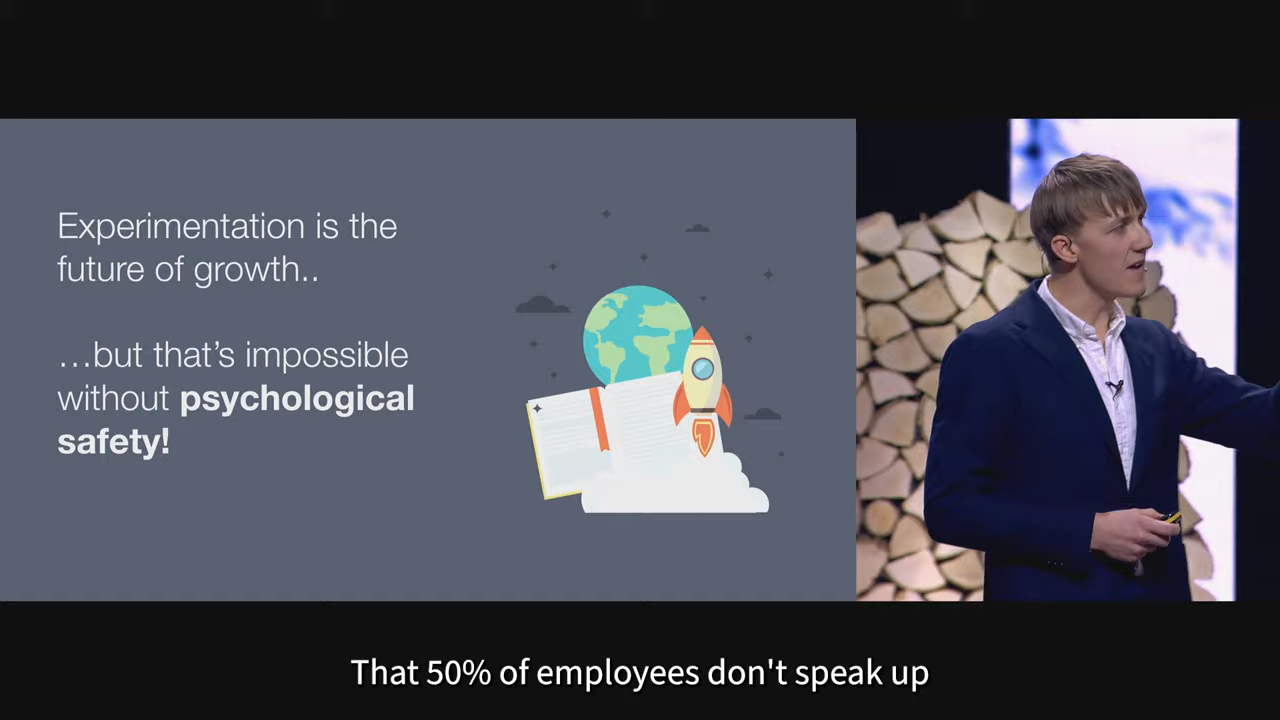 Experimentation is the
future of growth..
…but that’s impossible
without psychological
safety!
That 50% of employees don't speak up